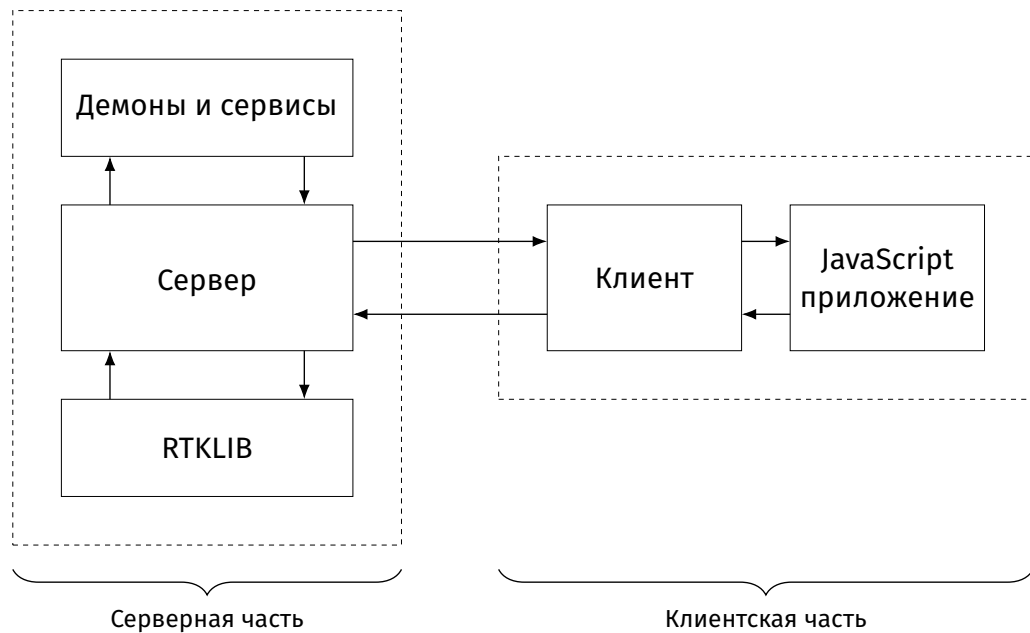 Демоны и сервисы
Сервер
RTKLIB
Клиент
JavaScript
приложение
Серверная часть
Клиентская часть